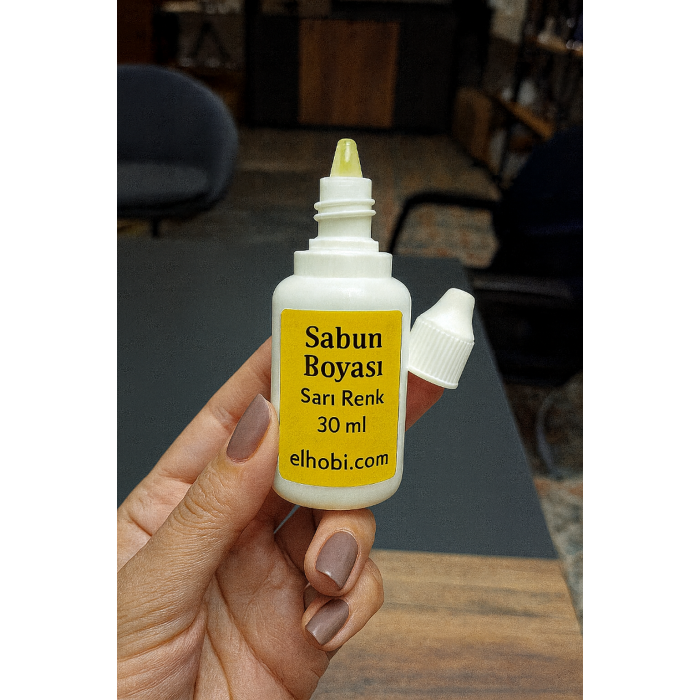 Sabun
Boyası
Sarı Renk
30 ml
elhobi.com